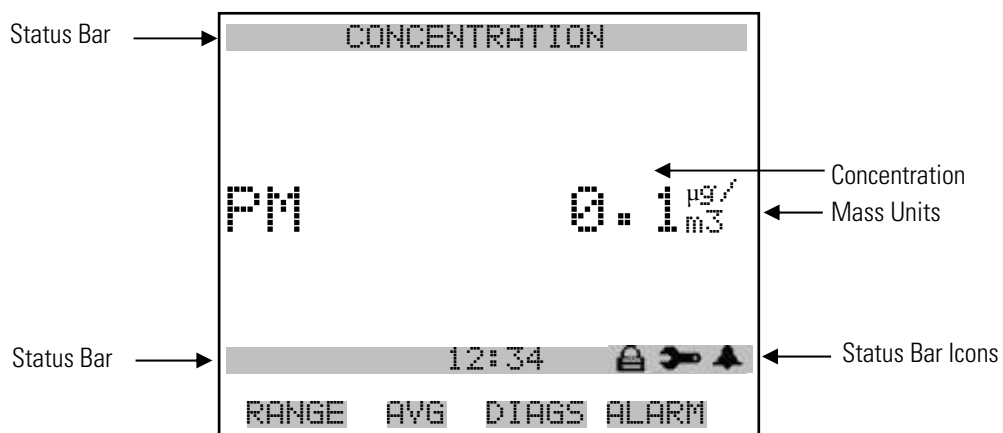 Status Bar
CONCENTRATION
PM 0.1 µg/m3
Concentration
Mass Units
Status Bar
12:34
Status Bar Icons
RANGE AVG DIAGS ALARM